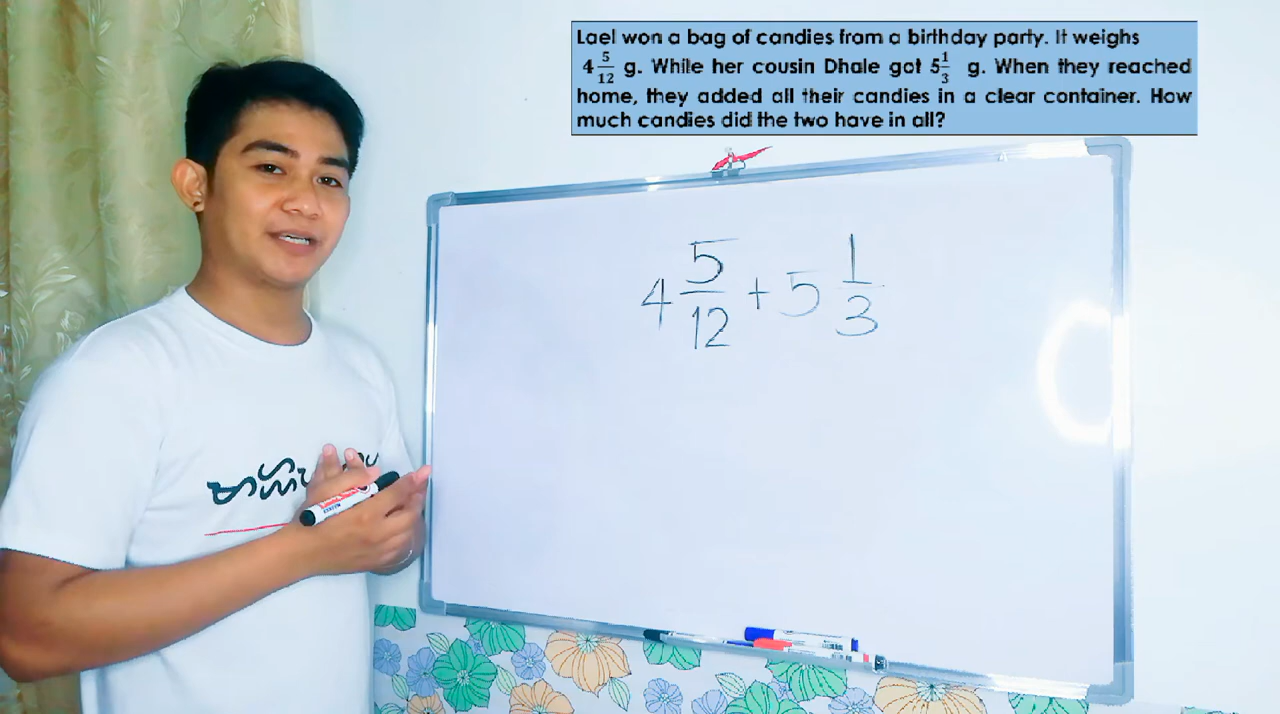 Lael won a bag of candies from a birthday party. It weighs
4 5/12 g. While her cousin Dhale got 5 1/3 g. When they reached
home, they added all their candies in a clear container. How
much candies did the two have in all?
4 5/12 + 5 1/3